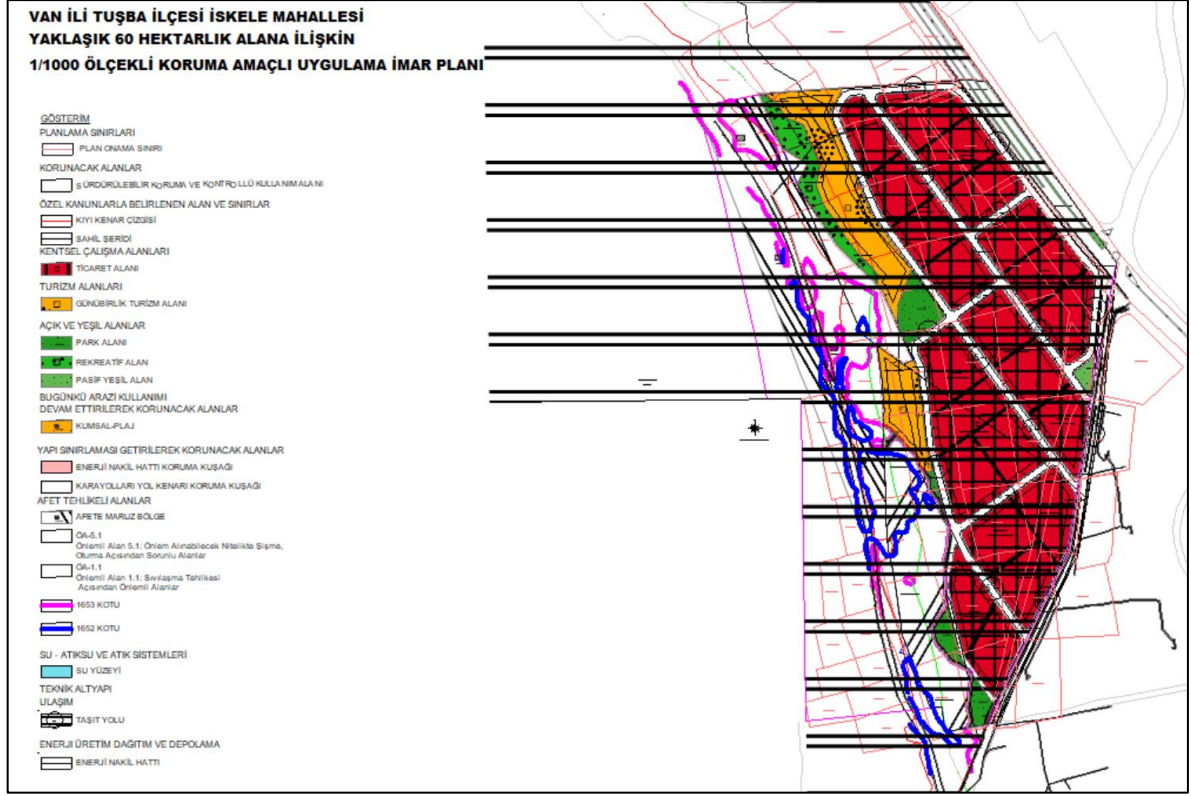 VAN İLİ TUŞBA İLÇESİ İSKELE MAHALLESİ
YAKLAŞIK 60 HEKTARLIK ALANA İLİŞKİN
1/1000 ÖLÇEKLİ KORUMA AMAÇLI UYGULAMA İMAR PLANI
GÖSTERİM
PLANLAMA SINIRLARI
PLAN ONAMA SINIRI
KORUNACAK ALANLAR
SÜRDÜRÜLEBİLİR KORUMA VE KONTROLLÜ KULLANIM ALANI
ÖZEL KANUNLARLA BELİRLENEN ALAN VE SINIRLAR
KIYI KENAR ÇİZGİSİ
SAHİL ŞERİDİ
KENTSEL ÇALIŞMA ALANLARI
TİCARET ALANI
TURİZM ALANLARI
GÜNÜBİRLİK TURİZM ALANI
AÇIK VE YEŞİL ALANLAR
PARK ALANI
REKREATİF ALAN
PASİF YEŞİL ALAN
BUGÜNKÜ ARAZİ KULLANIMI
DEVAM ETTİRİLEREK KORUNACAK ALANLAR
KUMSAL-PLAJ
YAPI SINIRLAMASI GETİRİLEREK KORUNACAK ALANLAR
ENERJİ NAKİL HATTI KORUMA KUŞAĞI
KARAYOLLARI YOL KENARI KORUMA KUŞAĞI
AFET TEHLİKELİ ALANLAR
AFETE MARUZ BÖLGE
ÖA-5.1
Önlemli Alan 5.1: Önlem Alınabilecek Nitelikte Şişme,
Oturma Açısından Sorunlu Alanlar
ÖA-1.1
Önlemli Alan 1.1: Sıvılaşma Tehlikesi
Açısından Önlemli Alanlar
1653 KOTU
1652 KOTU
SU - ATIKSU VE ATIK SİSTEMLERİ
SU YÜZEYİ
TEKNİK ALTYAPI
ULAŞIM
TAŞIT YOLU
ENERJİ ÜRETİM DAĞITIM VE DEPOLAMA
ENERJİ NAKİL HATTI